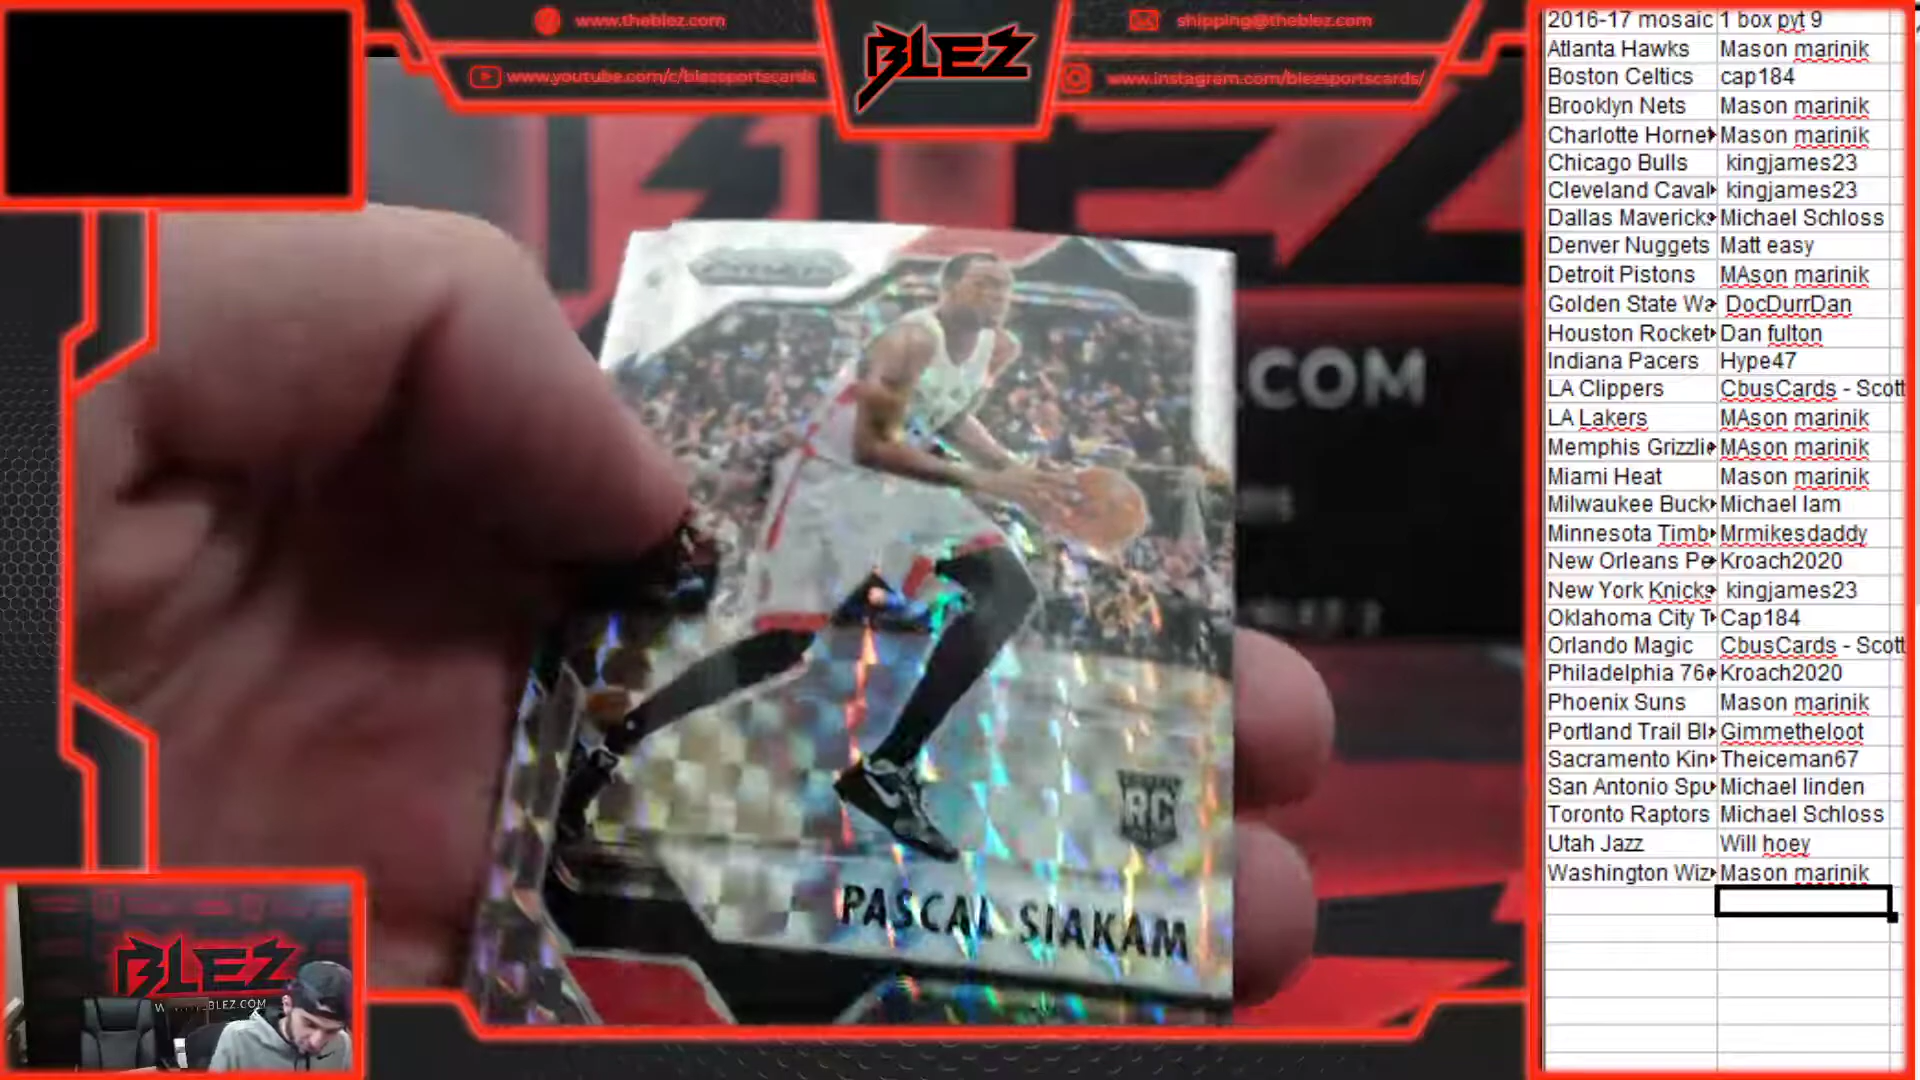 www.theblez.com
shipping@theblez.com
www.youtube.com/c/blezsportscards
www.instagram.com/blezsportscards/
BLEZ
.COM
PASCAL SIAKAM
RC
BLEZ
2016-17 mosaic 1 box pyt 9
Atlanta Hawks Mason marinik
Boston Celtics cap184
Brooklyn Nets Mason marinik
Charlotte Hornet Mason marinik
Chicago Bulls kingjames23
Cleveland Caval kingjames23
Dallas Mavericks Michael Schloss
Denver Nuggets Matt easy
Detroit Pistons MAson marinik
Golden State Wa DocDurrDan
Houston Rocket Dan fulton
Indiana Pacers Hype47
LA Clippers CbusCards - Scott
LA Lakers MAson marinik
Memphis Grizzlie MAson marinik
Miami Heat Mason marinik
Milwaukee Buck Michael lam
Minnesota Timb Mrmikesdaddy
New Orleans Pe Kroach2020
New York Knicks kingjames23
Oklahoma City T Cap184
Orlando Magic CbusCards - Scott
Philadelphia 76e Kroach2020
Phoenix Suns Mason marinik
Portland Trail Bl Gimmetheloot
Sacramento Kin Theiceman67
San Antonio Spu Michael linden
Toronto Raptors Michael Schloss
Utah Jazz Will hoey
Washington Wiz Mason marinik